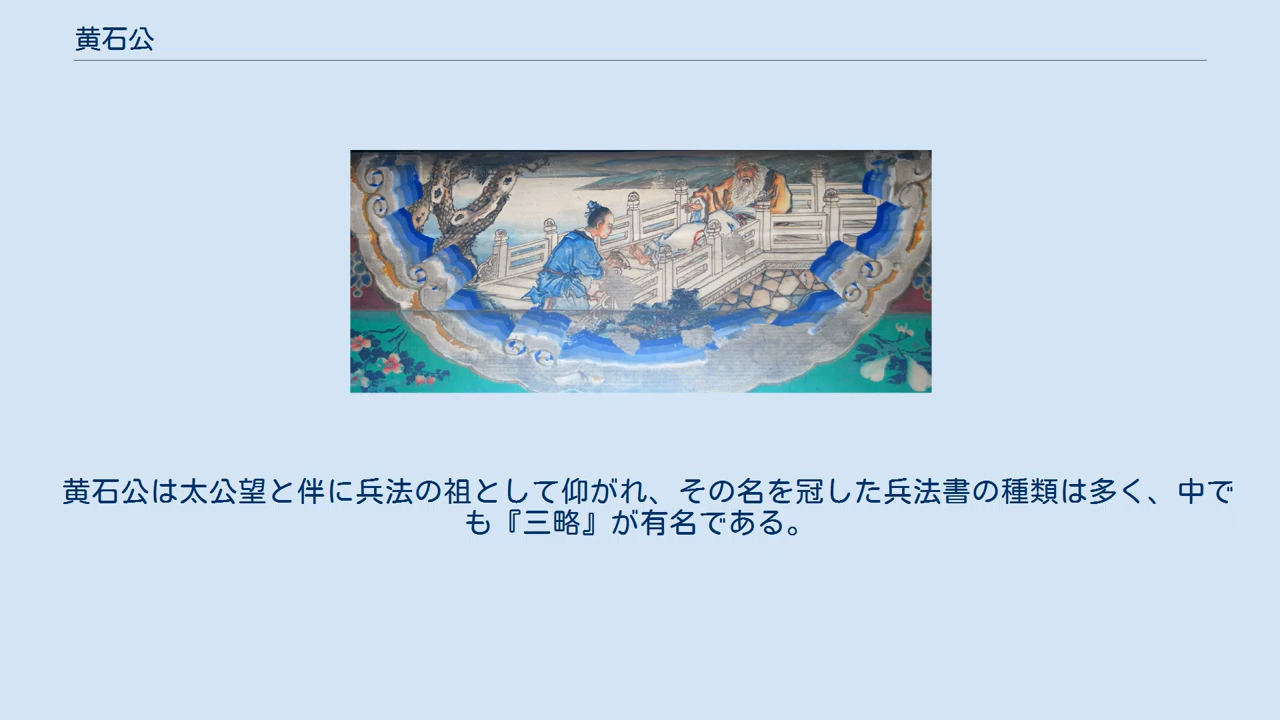 黄石公
黄石公は太公望と伴に兵法の祖として仰がれ、その名を冠した兵法書の種類は多く、中で
も『三略』が有名である。